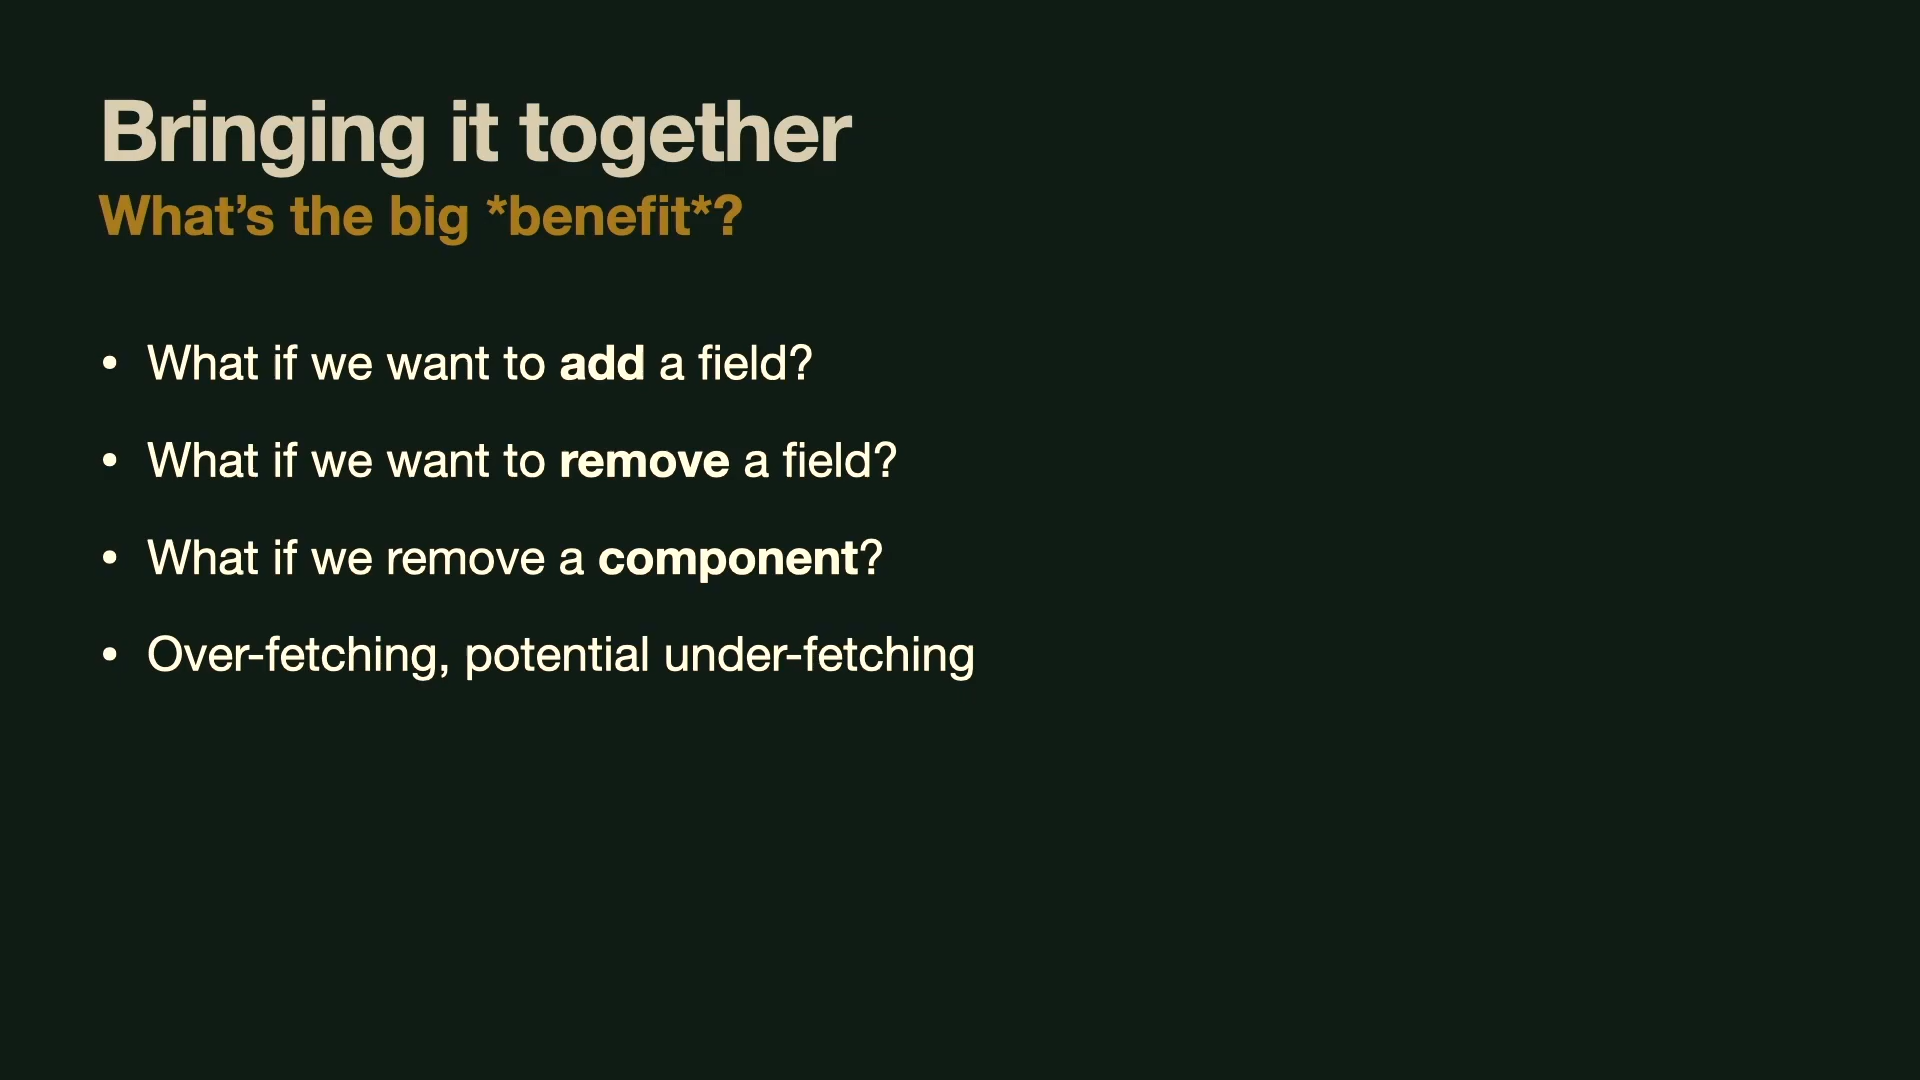 Bringing it together
What’s the big *benefit*?
• What if we want to add a field?
• What if we want to remove a field?
• What if we remove a component?
• Over-fetching, potential under-fetching